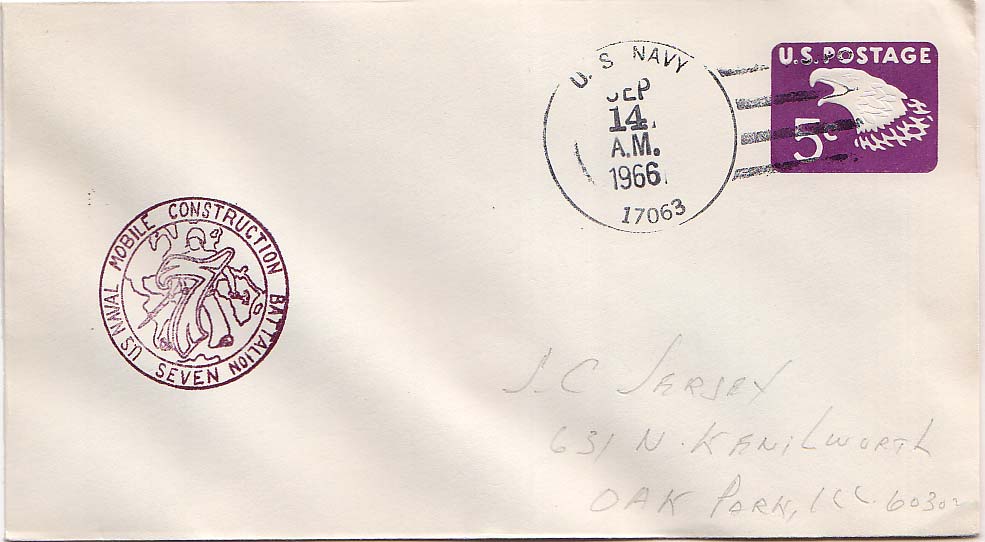 U.S. POSTAGE
5c
U. S. NAVY
SEP
14
A.M.
1966
17063
US NAVAL MOBILE CONSTRUCTION BATTALION
SEVEN
J.C JERSEY
631 N. KENILWORTH
OAK PARK, ILL. 60302